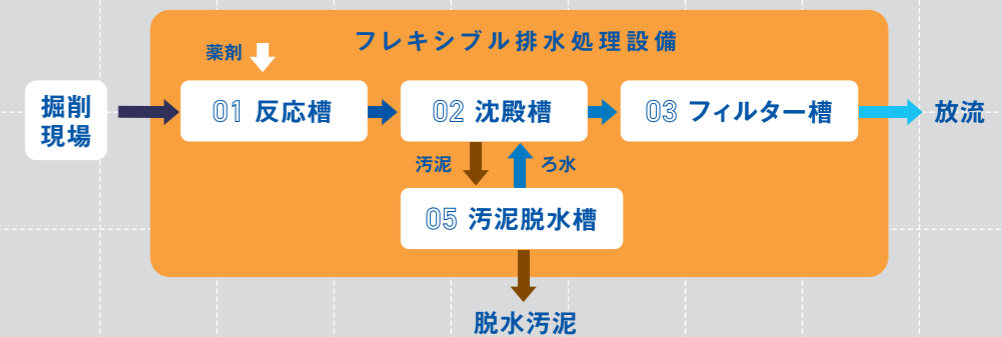 フレキシブル排水処理設備
薬剤
掘削
現場
01 反応槽
02 沈殿槽
03 フィルター槽
放流
汚泥
ろ水
05 汚泥脱水槽
脱水汚泥